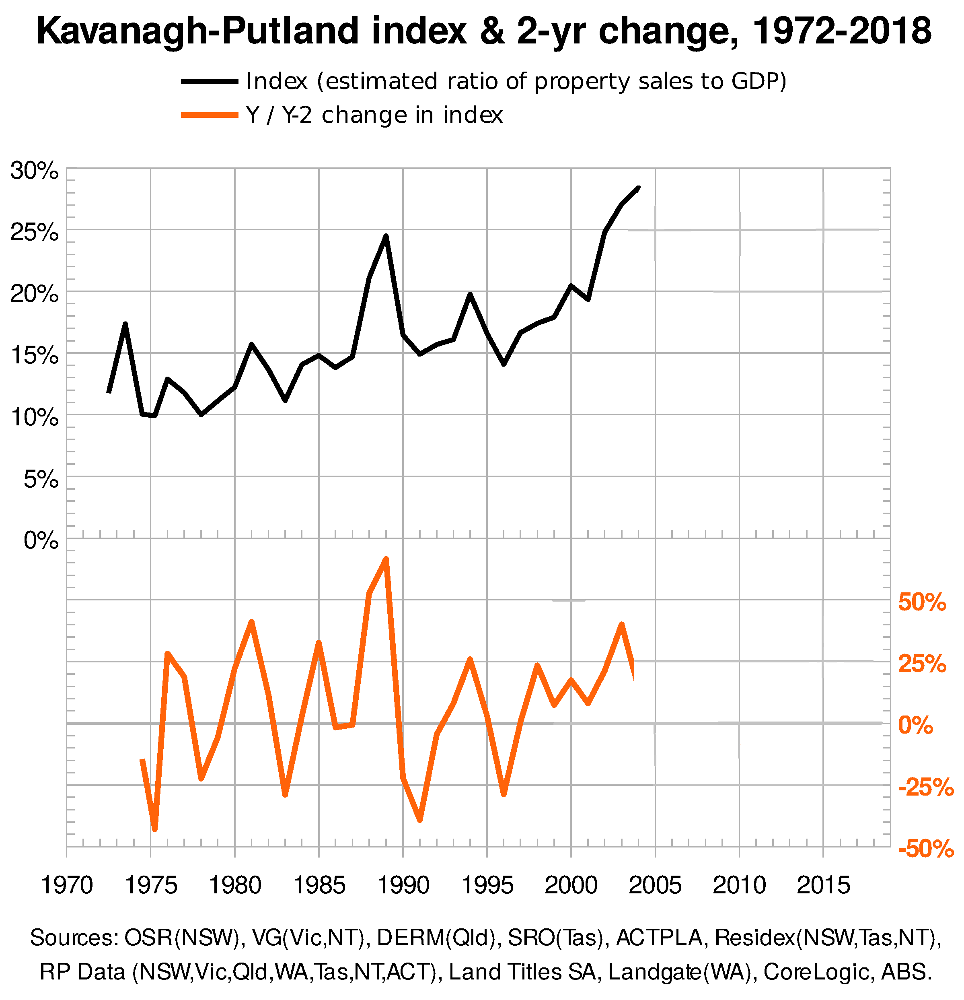 Kavanagh-Putland index & 2-yr change, 1972-2018
Index (estimated ratio of property sales to GDP)
Y / Y-2 change in index
30%
25%
20%
15%
10%
5%
0%
50%
25%
0%
-25%
-50%
1970 1975 1980 1985 1990 1995 2000 2005 2010 2015
Sources: OSR(NSW), VG(Vic,NT), DERM(Qld), SRO(Tas), ACTPLA, Residex(NSW,Tas,NT),
RP Data (NSW,Vic,Qld,WA,Tas,NT,ACT), Land Titles SA, Landgate(WA), CoreLogic, ABS.